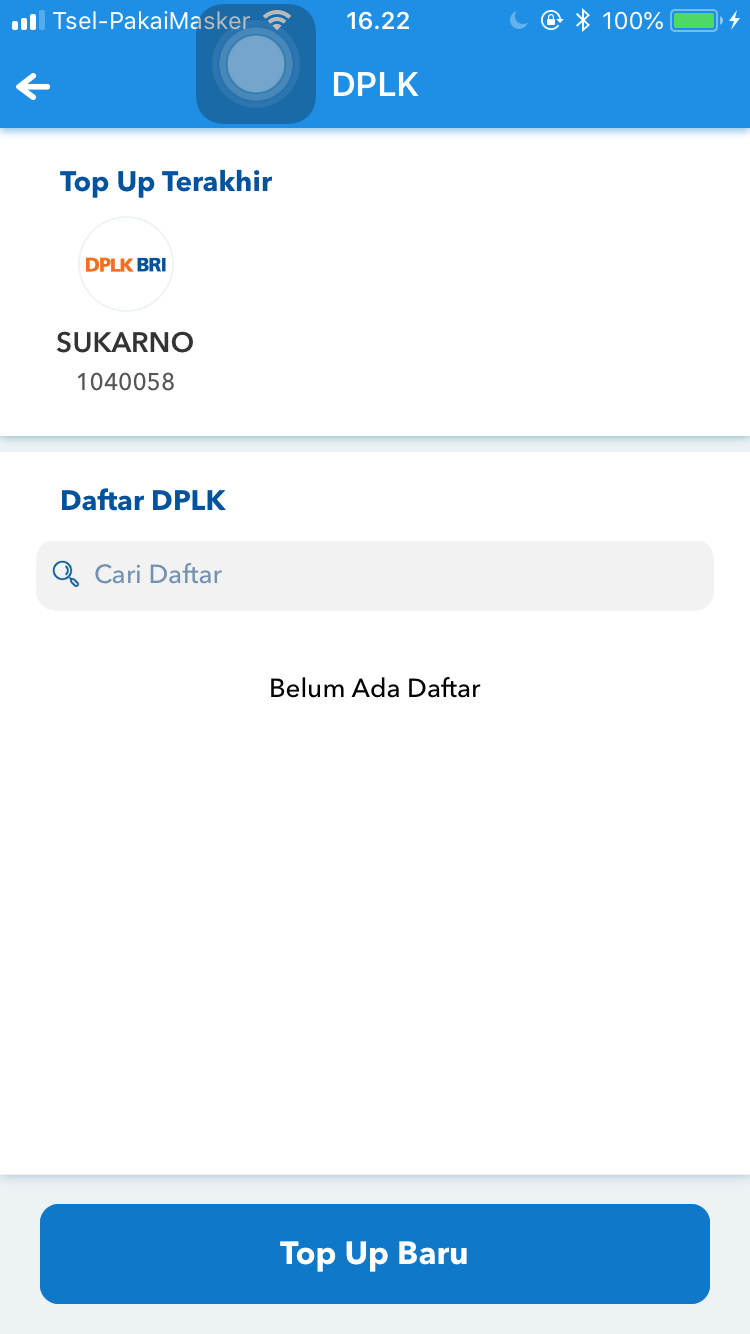 Tsel-PakaiMasker 16.22 100%
DPLK
Top Up Terakhir
DPLK BRI
SUKARNO
1040058
Daftar DPLK
Cari Daftar
Belum Ada Daftar
Top Up Baru